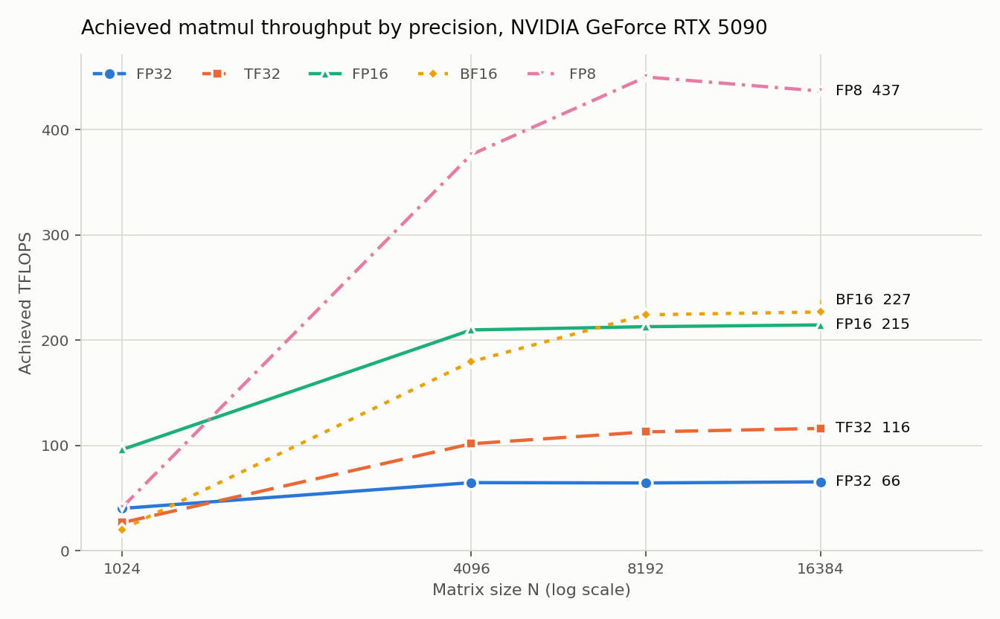 Achieved matmul throughput by precision, NVIDIA GeForce RTX 5090
FP32 TF32 FP16 BF16 FP8
FP8 437
400
300
BF16 227
FP16 215
200
TF32 116
100
FP32 66
0
Achieved TFLOPS
1024 4096 8192 16384
Matrix size N (log scale)